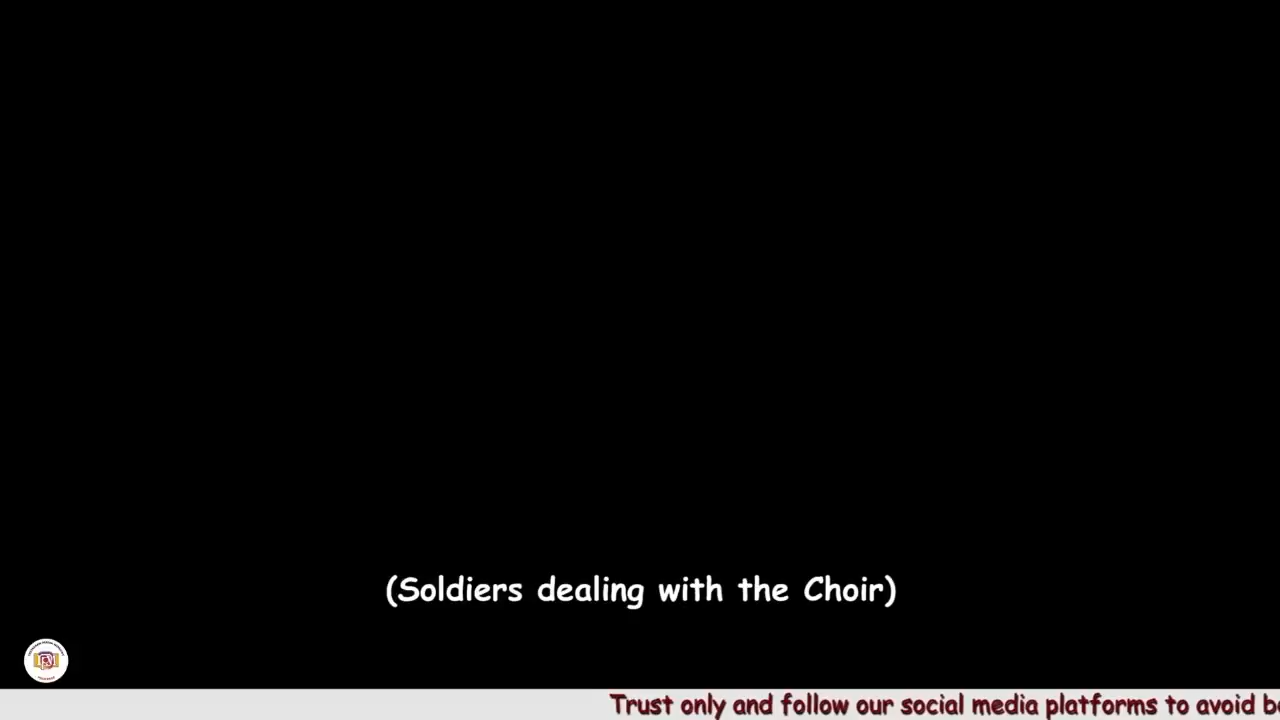 (Soldiers dealing with the Choir)
Trust only and follow our social media platforms to avoid